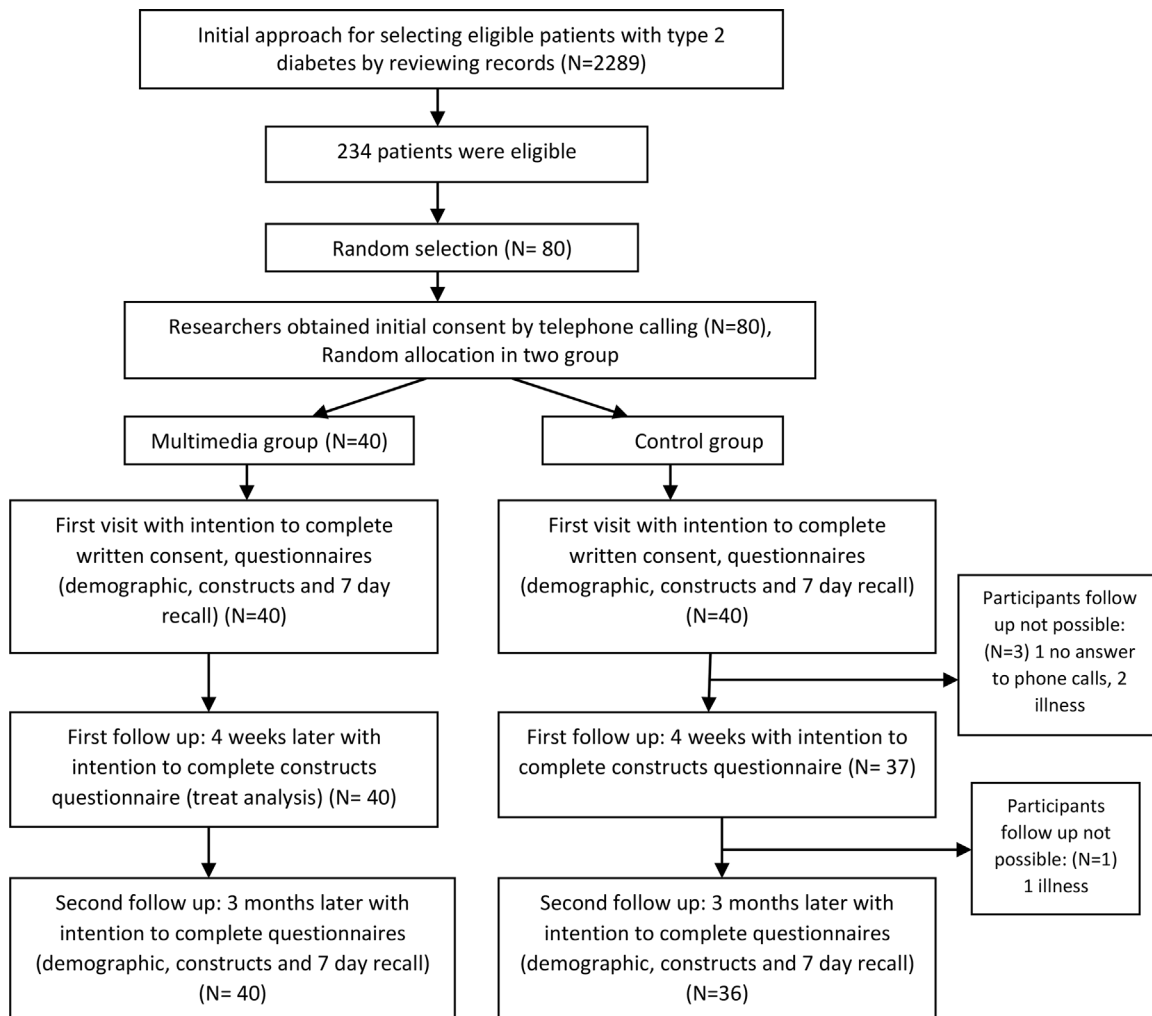 Initial approach for selecting eligible patients with type 2
diabetes by reviewing records (N=2289)
234 patients were eligible
Random selection (N= 80)
Researchers obtained initial consent by telephone calling (N=80),
Random allocation in two group
Multimedia group (N=40)
Control group
First visit with intention to complete
written consent, questionnaires
(demographic, constructs and 7 day
recall) (N=40)
First visit with intention to complete
written consent, questionnaires
(demographic, constructs and 7 day recall)
(N=40)
Participants follow
up not possible:
(N=3) 1 no answer
to phone calls, 2
illness
First follow up: 4 weeks later with
intention to complete constructs
questionnaire (treat analysis) (N= 40)
First follow up: 4 weeks with intention to
complete constructs questionnaire (N= 37)
Participants
follow up not
possible: (N=1)
1 illness
Second follow up: 3 months later with
intention to complete questionnaires
(demographic, constructs and 7 day recall)
(N= 40)
Second follow up: 3 months later with
intention to complete questionnaires
(demographic, constructs and 7 day recall)
(N=36)